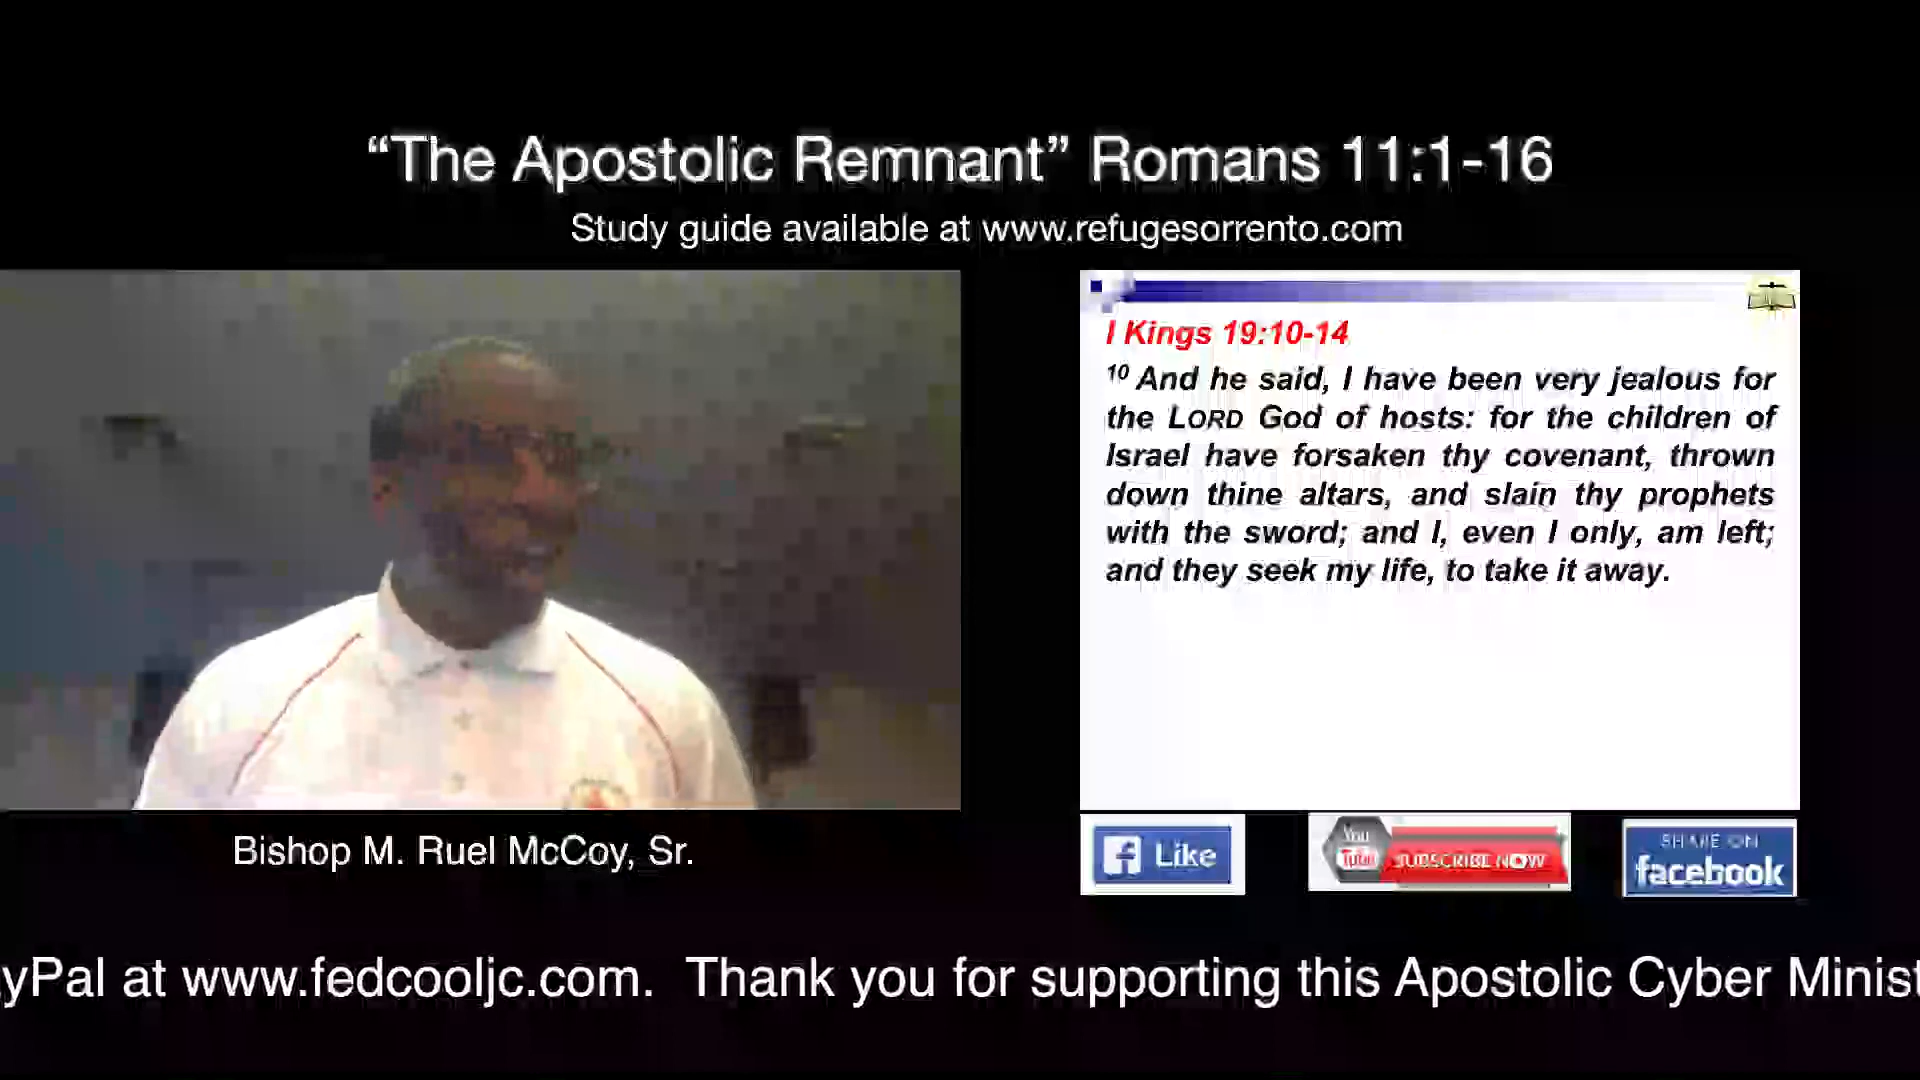 “The Apostolic Remnant” Romans 11:1-16
Study guide available at www.refugesorrento.com
I Kings 19:10-14
10 And he said, I have been very jealous for
the LORD God of hosts: for the children of
Israel have forsaken thy covenant, thrown
down thine altars, and slain thy prophets
with the sword; and I, even I only, am left;
and they seek my life, to take it away.
Bishop M. Ruel McCoy, Sr.
f Like
You
Tube SUBSCRIBE NOW
SHARE ON
facebook
yPal at www.fedcooljc.com. Thank you for supporting this Apostolic Cyber Minist